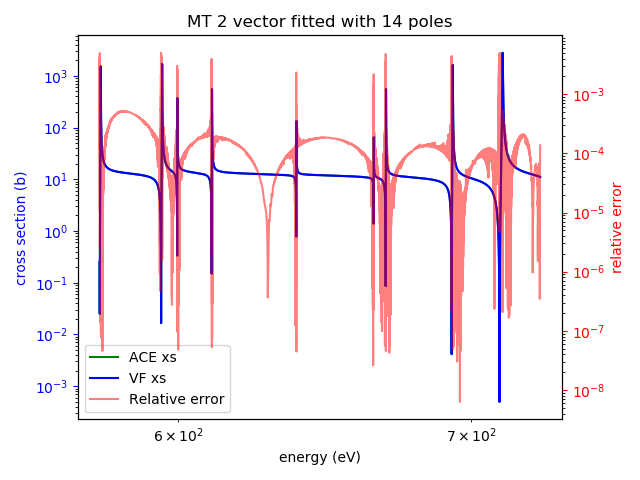 MT 2 vector fitted with 14 poles
cross section (b)
10³
10²
10¹
10⁰
10⁻¹
10⁻²
10⁻³
10⁻³
10⁻⁴
10⁻⁵
10⁻⁶
10⁻⁷
10⁻⁸
relative error
ACE xs
VF xs
Relative error
6 × 10² 7 × 10²
energy (eV)